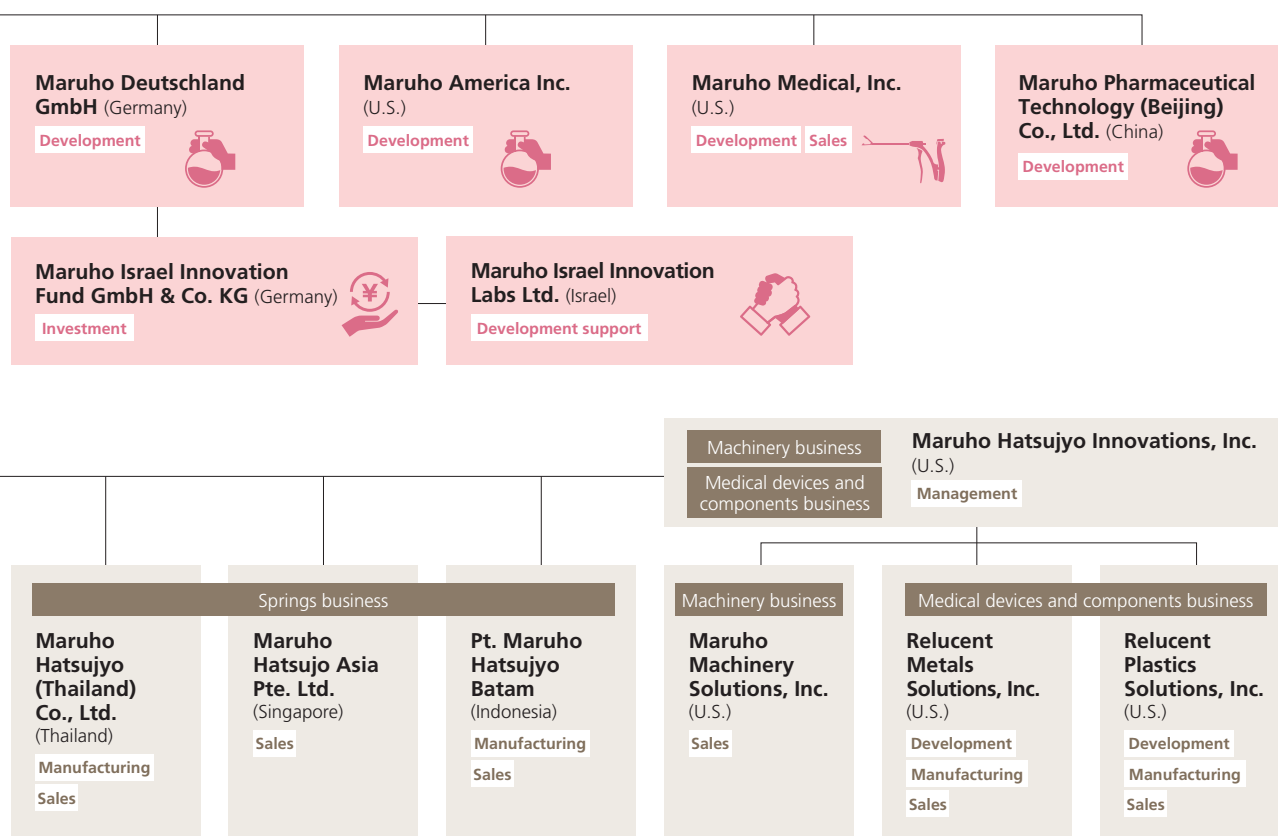 Maruho Deutschland
GmbH (Germany)
Development
Maruho America Inc.
(U.S.)
Development
Maruho Medical, Inc.
(U.S.)
Development Sales
Maruho Pharmaceutical
Technology (Beijing)
Co., Ltd. (China)
Development
Maruho Israel Innovation
Fund GmbH & Co. KG (Germany)
Investment
¥
Maruho Israel Innovation
Labs Ltd. (Israel)
Development support
Machinery business
Medical devices and
components business
Maruho Hatsujyo Innovations, Inc.
(U.S.)
Management
Springs business
Maruho
Hatsujyo
(Thailand)
Co., Ltd.
(Thailand)
Manufacturing
Sales
Maruho
Hatsujo Asia
Pte. Ltd.
(Singapore)
Sales
Pt. Maruho
Hatsujyo
Batam
(Indonesia)
Manufacturing
Sales
Machinery business
Maruho
Machinery
Solutions, Inc.
(U.S.)
Sales
Medical devices and components business
Relucent
Metals
Solutions, Inc.
(U.S.)
Development
Manufacturing
Sales
Relucent
Plastics
Solutions, Inc.
(U.S.)
Development
Manufacturing
Sales